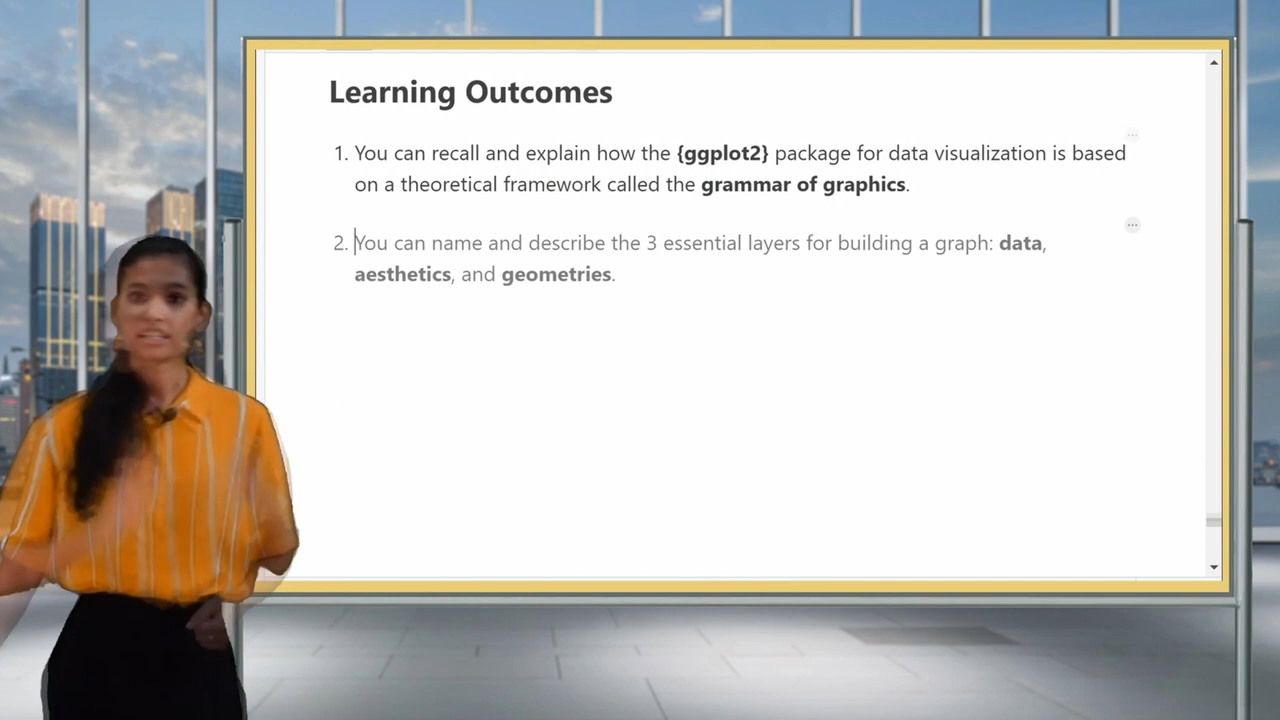 Learning Outcomes
1. You can recall and explain how the {ggplot2} package for data visualization is based
on a theoretical framework called the grammar of graphics.
2. You can name and describe the 3 essential layers for building a graph: data,
aesthetics, and geometries.